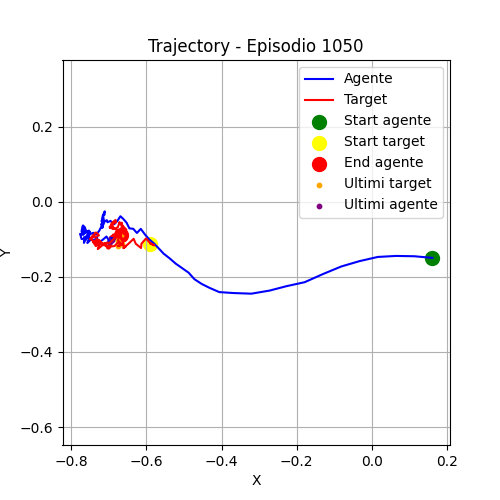 Trajectory - Episodio 1050
Agente
Target
Start agente
Start target
End agente
Ultimi target
Ultimi agente
0.2
0.0
−0.2
−0.4
−0.6
Y
−0.8
−0.6
−0.4
−0.2
0.0
0.2
X